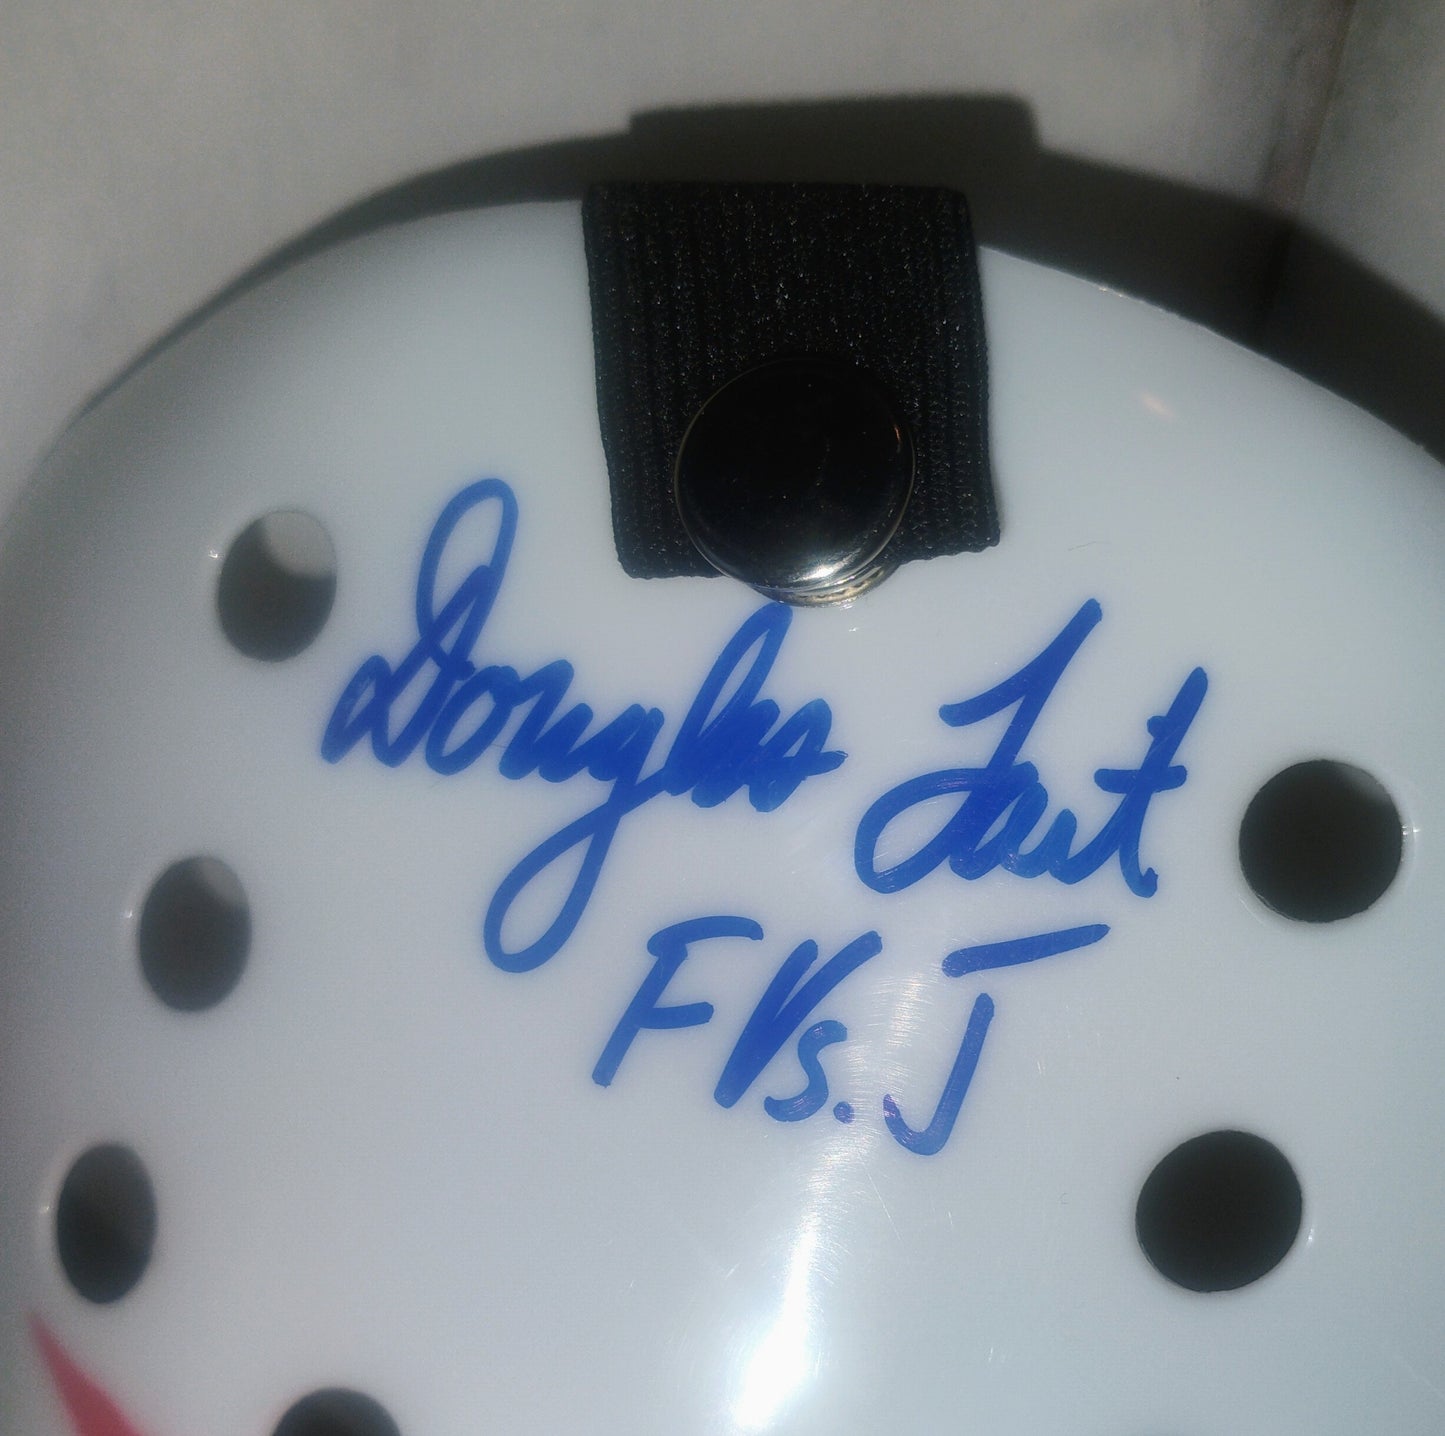 Douglas Tait
F Vs. J